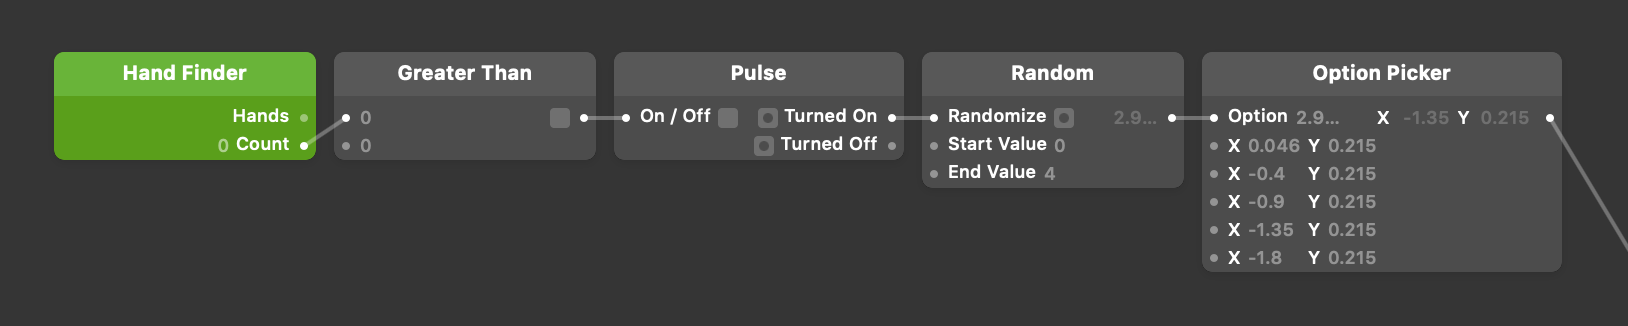 Hand Finder
Hands
0 Count
Greater Than
0
0
Pulse
On / Off Turned On
Turned Off
Random
Randomize 2.9...
Start Value 0
End Value 4
Option Picker
Option 2.9... X -1.35 Y 0.215
X 0.046 Y 0.215
X -0.4 Y 0.215
X -0.9 Y 0.215
X -1.35 Y 0.215
X -1.8 Y 0.215